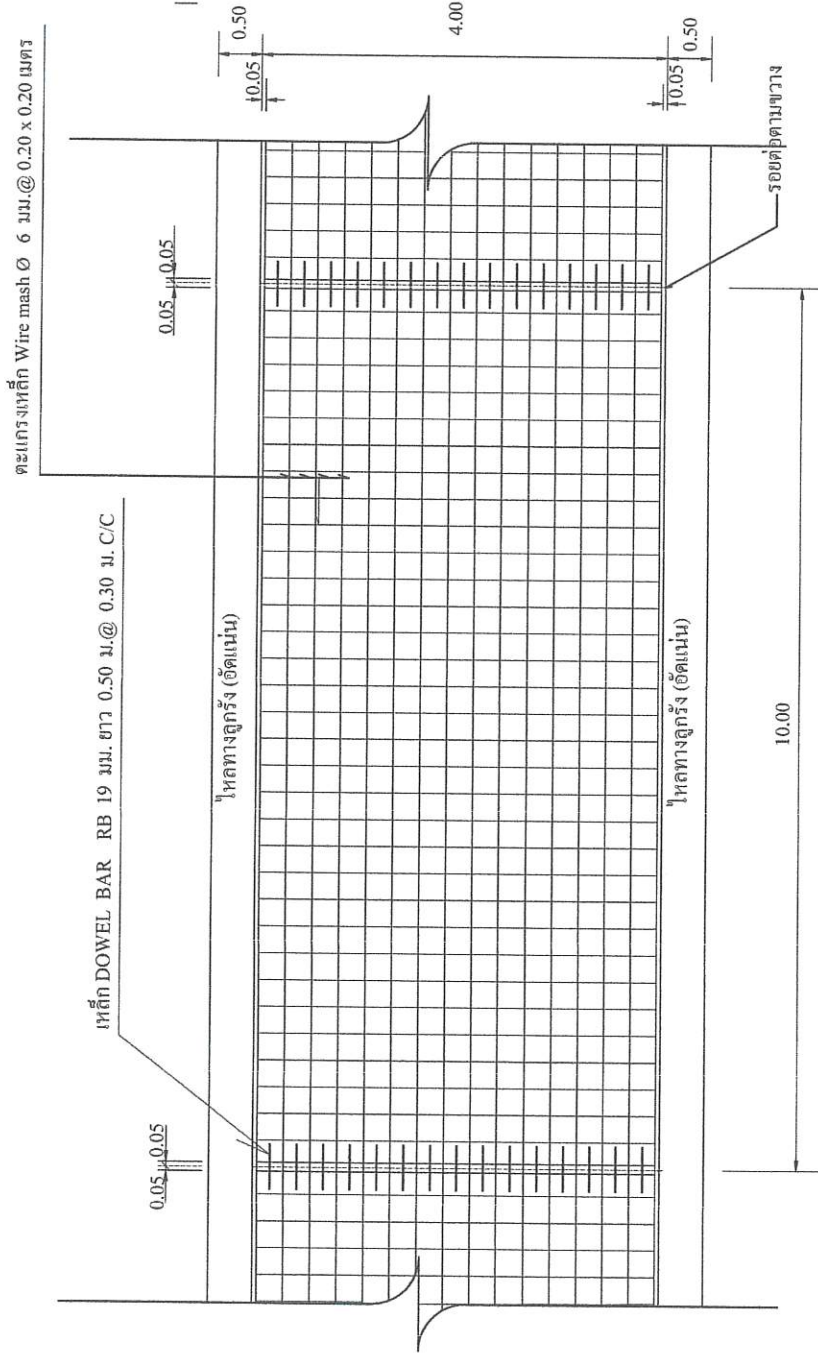 ตะแกรงเหล็ก Wire mash Ø 6 มม.@ 0.20 x 0.20 เมตร
เหล็ก DOWEL BAR RB 19 มม. ยาว 0.50 ม.@ 0.30 ม. C/C
0.05 0.05
0.05 0.05
0.50
0.05
4.00
0.05
0.50
ไหล่ทางลูกรัง (อัดแน่น)
ไหล่ทางลูกรัง (อัดแน่น)
รอยต่อตามขวาง
10.00